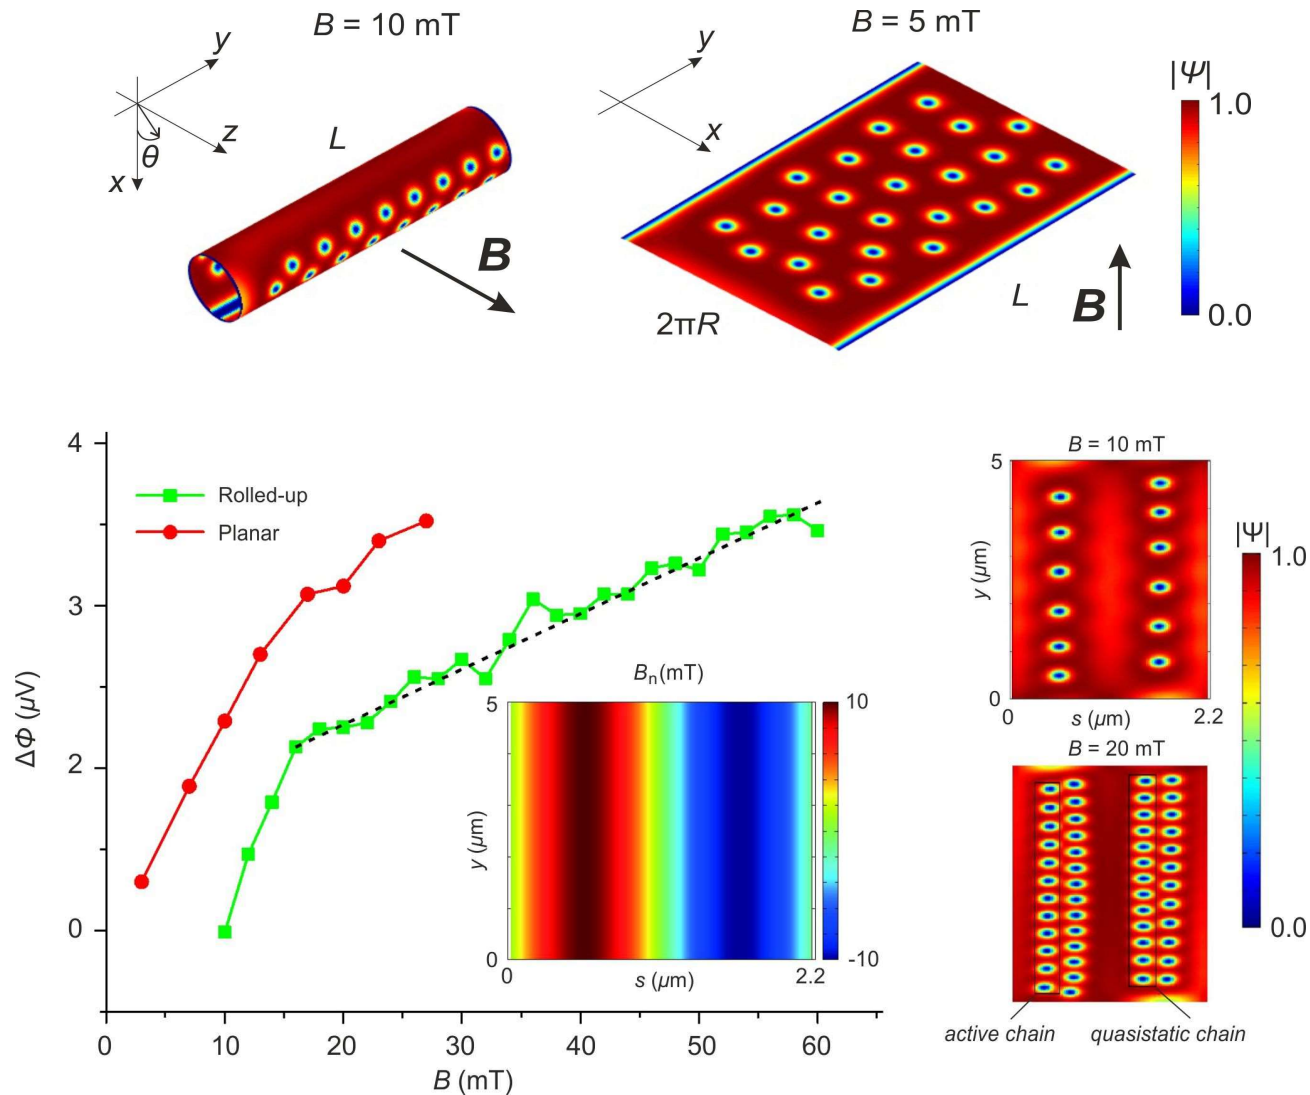 B = 10 mT
B = 5 mT
y
z
θ
x
L
B
y
x
2πR
L
B
|Ψ|
1.0
0.0
4
3
2
0
ΔΦ (µV)
Rolled-up
Planar
0
10
20
30
40
50
60
B (mT)
Bn(mT)
5
0
y (µm)
0
s (µm)
2.2
10
-10
B = 10 mT
5
0
y (µm)
0
s (µm)
2.2
B = 20 mT
active chain
quasistatic chain
|Ψ|
1.0
0.0